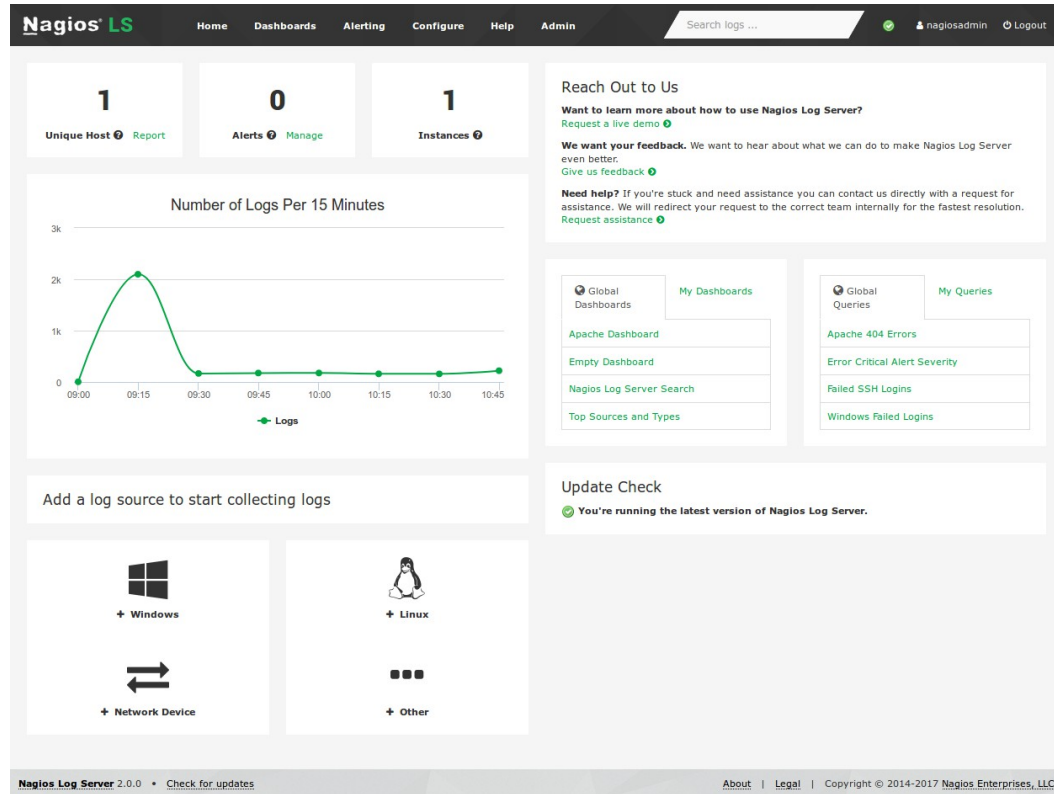 Nagios® LS Home Dashboards Alerting Configure Help Admin Search logs ... nagiosadmin Logout
1
Unique Host Report
0
Alerts Manage
1
Instances
Number of Logs Per 15 Minutes
3k
2k
1k
0
09:00 09:15 09:30 09:45 10:00 10:15 10:30 10:45
Logs
Add a log source to start collecting logs
+ Windows
+ Linux
+ Network Device
+ Other
Reach Out to Us
Want to learn more about how to use Nagios Log Server?
Request a live demo
We want your feedback. We want to hear about what we can do to make Nagios Log Server
even better.
Give us feedback
Need help? If you're stuck and need assistance you can contact us directly with a request for
assistance. We will redirect your request to the correct team internally for the fastest resolution.
Request assistance
Global
Dashboards
My Dashboards
Apache Dashboard
Empty Dashboard
Nagios Log Server Search
Top Sources and Types
Global
Queries
My Queries
Apache 404 Errors
Error Critical Alert Severity
Failed SSH Logins
Windows Failed Logins
Update Check
You're running the latest version of Nagios Log Server.
Nagios Log Server 2.0.0 • Check for updates
About | Legal | Copyright © 2014-2017 Nagios Enterprises, LLC